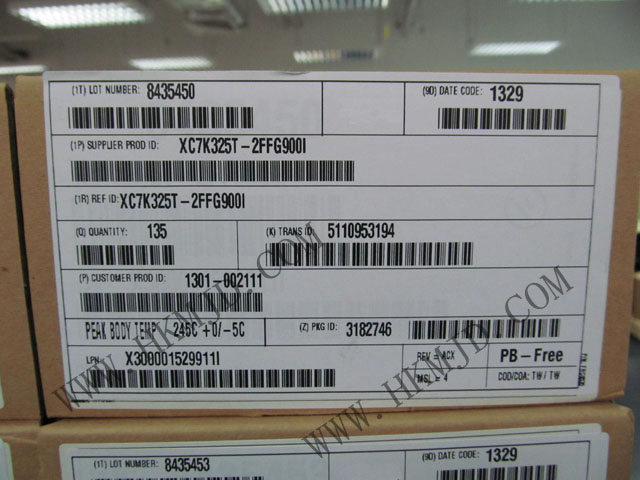 (1T) LOT NUMBER: 8435450 (9D) DATE CODE: 1329
(1P) SUPPLIER PROD ID: XC7K325T-2FFG900I
(1R) REF ID: XC7K325T-2FFG900I
(Q) QUANTITY: 135 (K) TRANS ID: 5110953194
(P) CUSTOMER PROD ID: 1301-002111
PEAK BODY TEMP: 245C +0/-5C (Z) PKG ID: 3182746
LPN: X300001529911I REV = ACX PB-Free
MSL = 4 COO/COA: TW / TW
WWW.HKMJD.COM
WWW.HKMJD.COM
(1T) LOT NUMBER: 8435453 (9D) DATE CODE: 1329